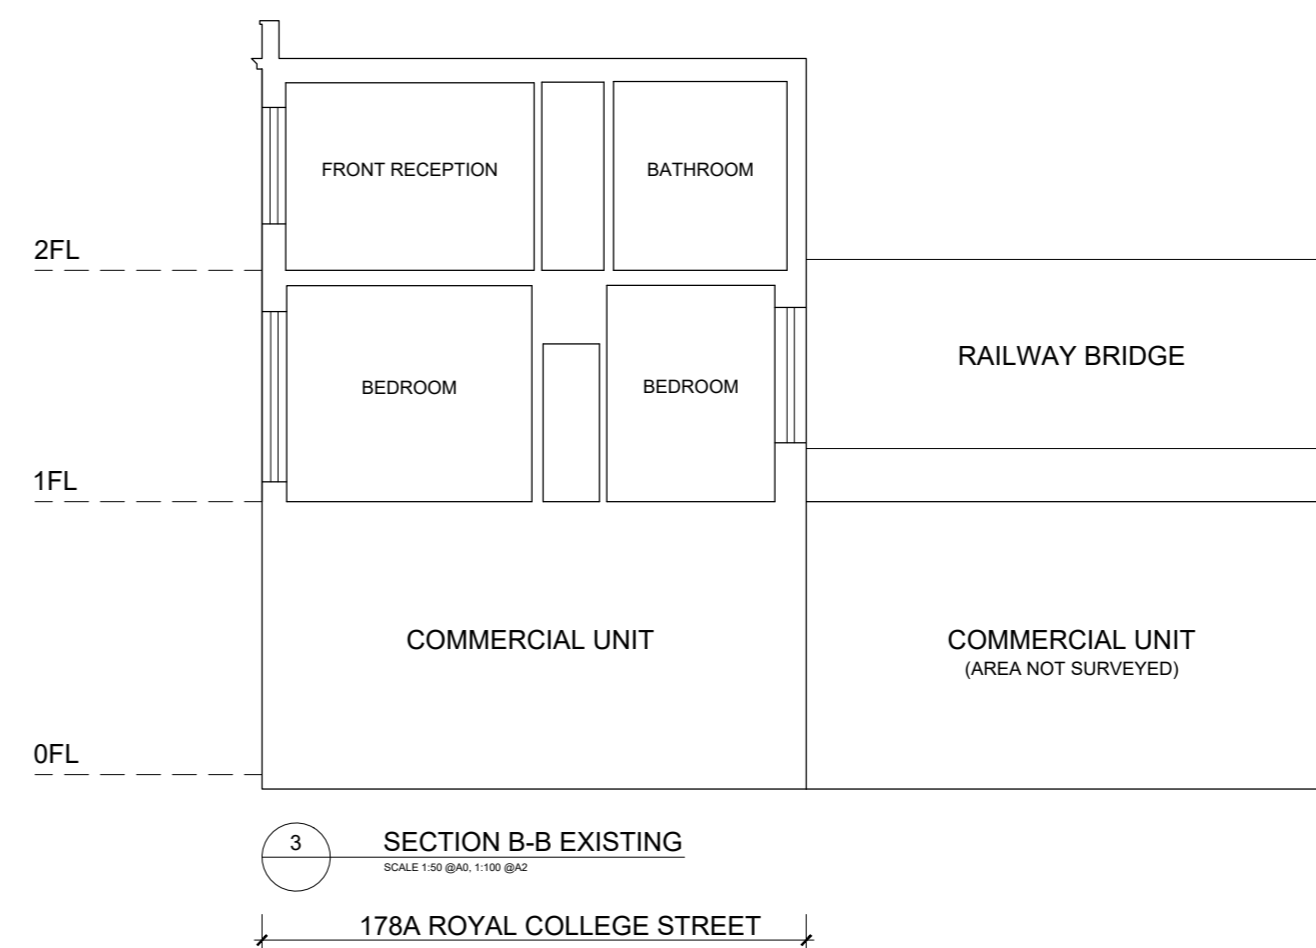 FRONT RECEPTION
BATHROOM
2FL
RAILWAY BRIDGE
BEDROOM
BEDROOM
1FL
COMMERCIAL UNIT
COMMERCIAL UNIT
(AREA NOT SURVEYED)
0FL
3
SECTION B-B EXISTING
SCALE 1:50 @A0, 1:100 @A2
178A ROYAL COLLEGE STREET